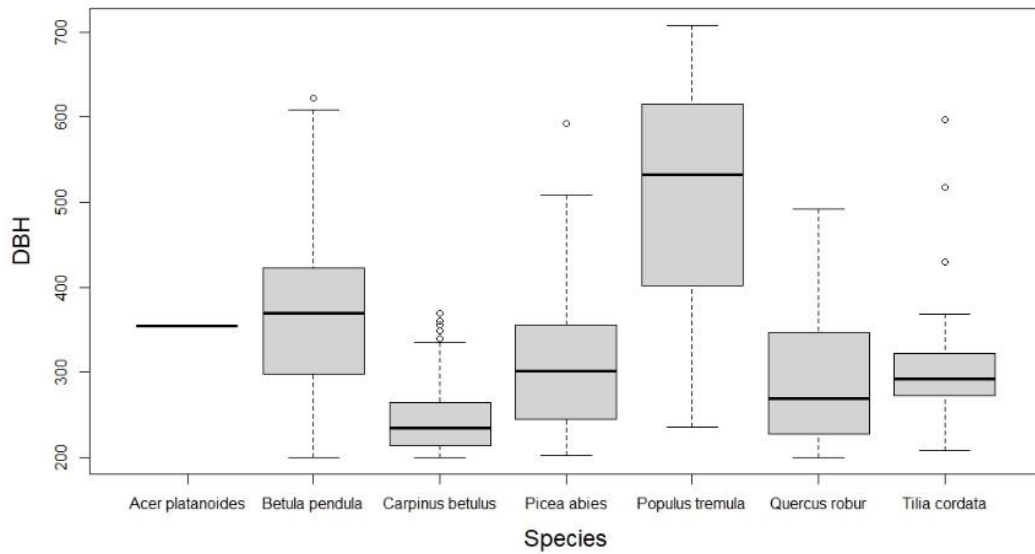 DBH
700
600
500
400
300
200
Acer platanoides Betula pendula Carpinus betulus Picea abies Populus tremula Quercus robur Tilia cordata
Species